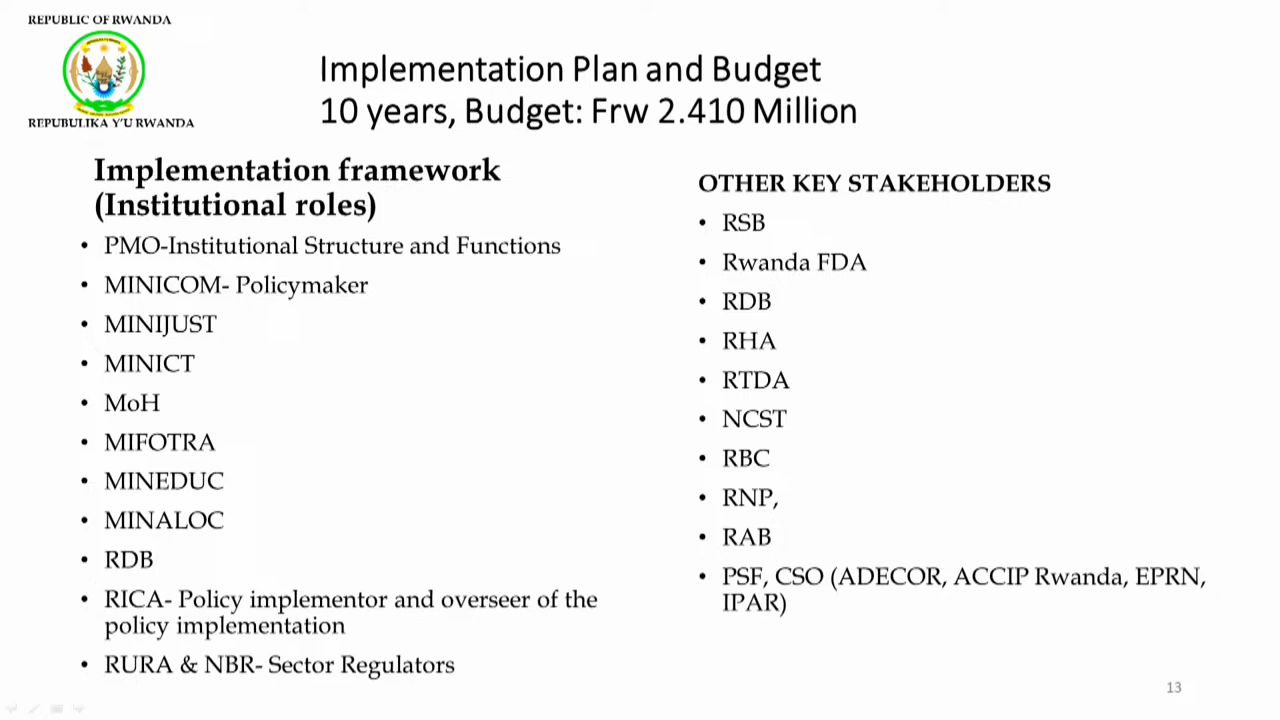 REPUBLIC OF RWANDA
REPUBULIKA Y'U RWANDA
Implementation Plan and Budget
10 years, Budget: Frw 2.410 Million
Implementation framework
(Institutional roles)
• PMO-Institutional Structure and Functions
• MINICOM- Policymaker
• MINIJUST
• MINICT
• MoH
• MIFOTRA
• MINEDUC
• MINALOC
• RDB
• RICA- Policy implementor and overseer of the
policy implementation
• RURA & NBR- Sector Regulators
OTHER KEY STAKEHOLDERS
• RSB
• Rwanda FDA
• RDB
• RHA
• RTDA
• NCST
• RBC
• RNP,
• RAB
• PSF, CSO (ADECOR, ACCIP Rwanda, EPRN,
IPAR)
13